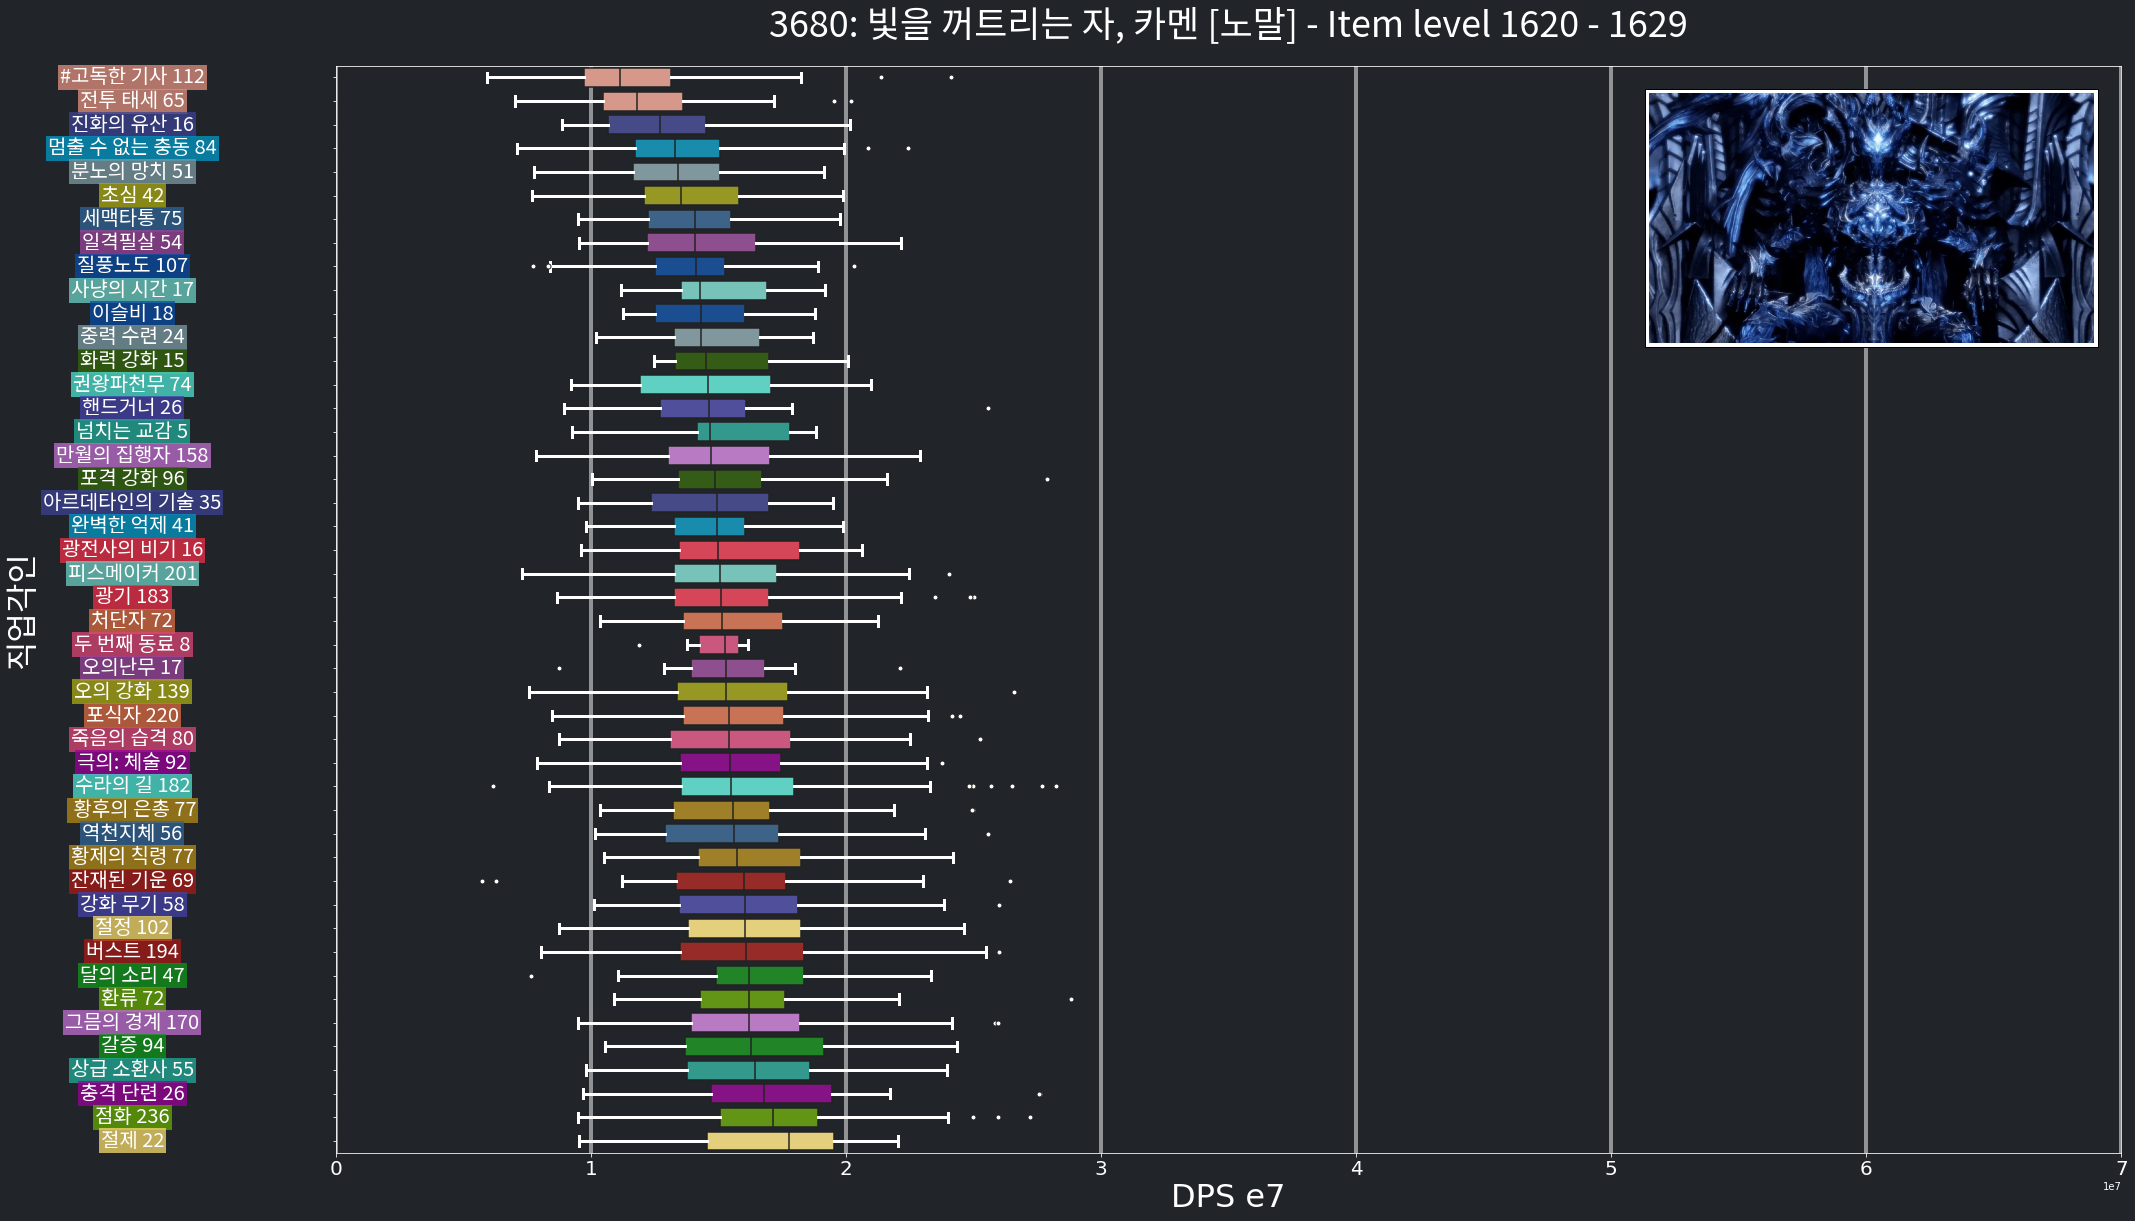 3680: 빛을 꺼트리는 자, 카멘 [노말] - Item level 1620 - 1629
직업각인
#고독한 기사 112
전투 태세 65
진화의 유산 16
멈출 수 없는 충동 84
분노의 망치 51
초심 42
세맥타통 75
일격필살 54
질풍노도 107
사냥의 시간 17
이슬비 18
중력 수련 24
화력 강화 15
권왕파천무 74
핸드거너 26
넘치는 교감 5
만월의 집행자 158
포격 강화 96
아르데타인의 기술 35
완벽한 억제 41
광전사의 비기 16
피스메이커 201
광기 183
처단자 72
두 번째 동료 8
오의난무 17
오의 강화 139
포식자 220
죽음의 습격 80
극의: 체술 92
수라의 길 182
황후의 은총 77
역천지체 56
황제의 칙령 77
잔재된 기운 69
강화 무기 58
절정 102
버스트 194
달의 소리 47
환류 72
그믐의 경계 170
갈증 94
상급 소환사 55
충격 단련 26
점화 236
절제 22
0 1 2 3 4 5 6 7
1e7
DPS e7